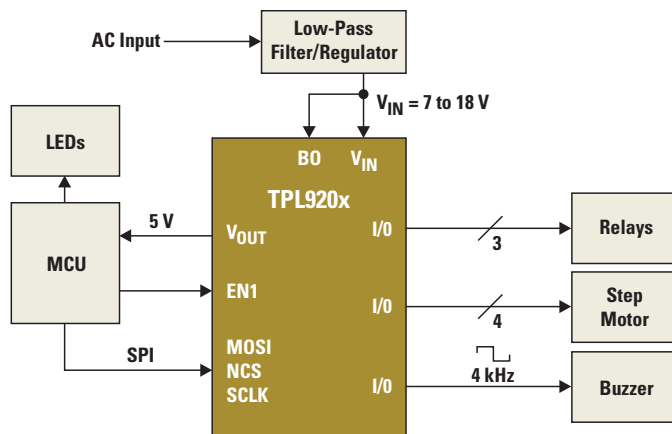 Low-Pass
Filter/Regulator
AC Input
V_IN = 7 to 18 V
LEDs
BO
V_IN
TPL920x
5 V
V_OUT
I/O
3
Relays
MCU
EN1
I/O
4
Step
Motor
SPI
MOSI
NCS
SCLK
I/O
4 kHz
Buzzer